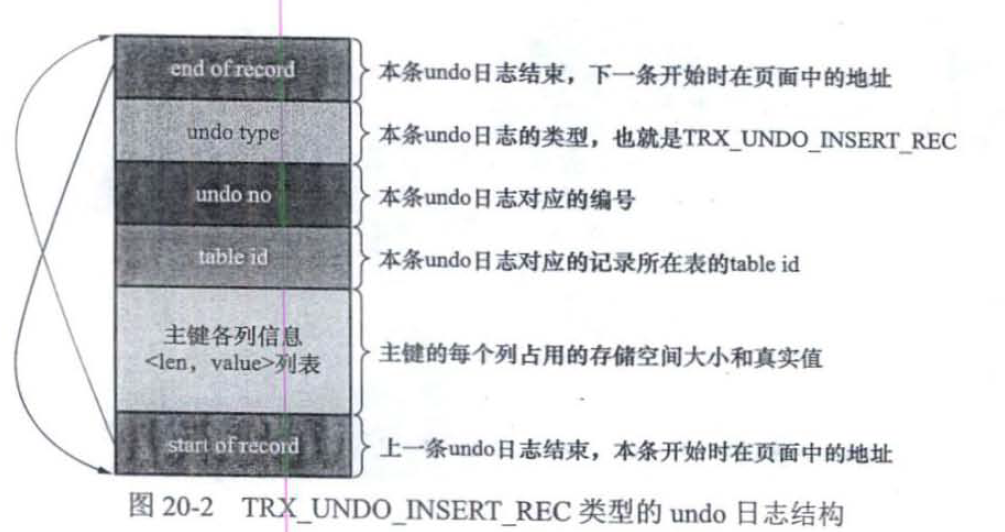 end of record
本条undo日志结束，下一条开始时在页面中的地址
undo type
本条undo日志的类型，也就是TRX_UNDO_INSERT_REC
undo no
本条undo日志对应的编号
table id
本条undo日志对应的记录所在表的table id
主键各列信息
<len，value>列表
主键的每个列占用的存储空间大小和真实值
start of record
上一条undo日志结束，本条开始时在页面中的地址
图 20-2 TRX_UNDO_INSERT_REC 类型的 undo 日志结构